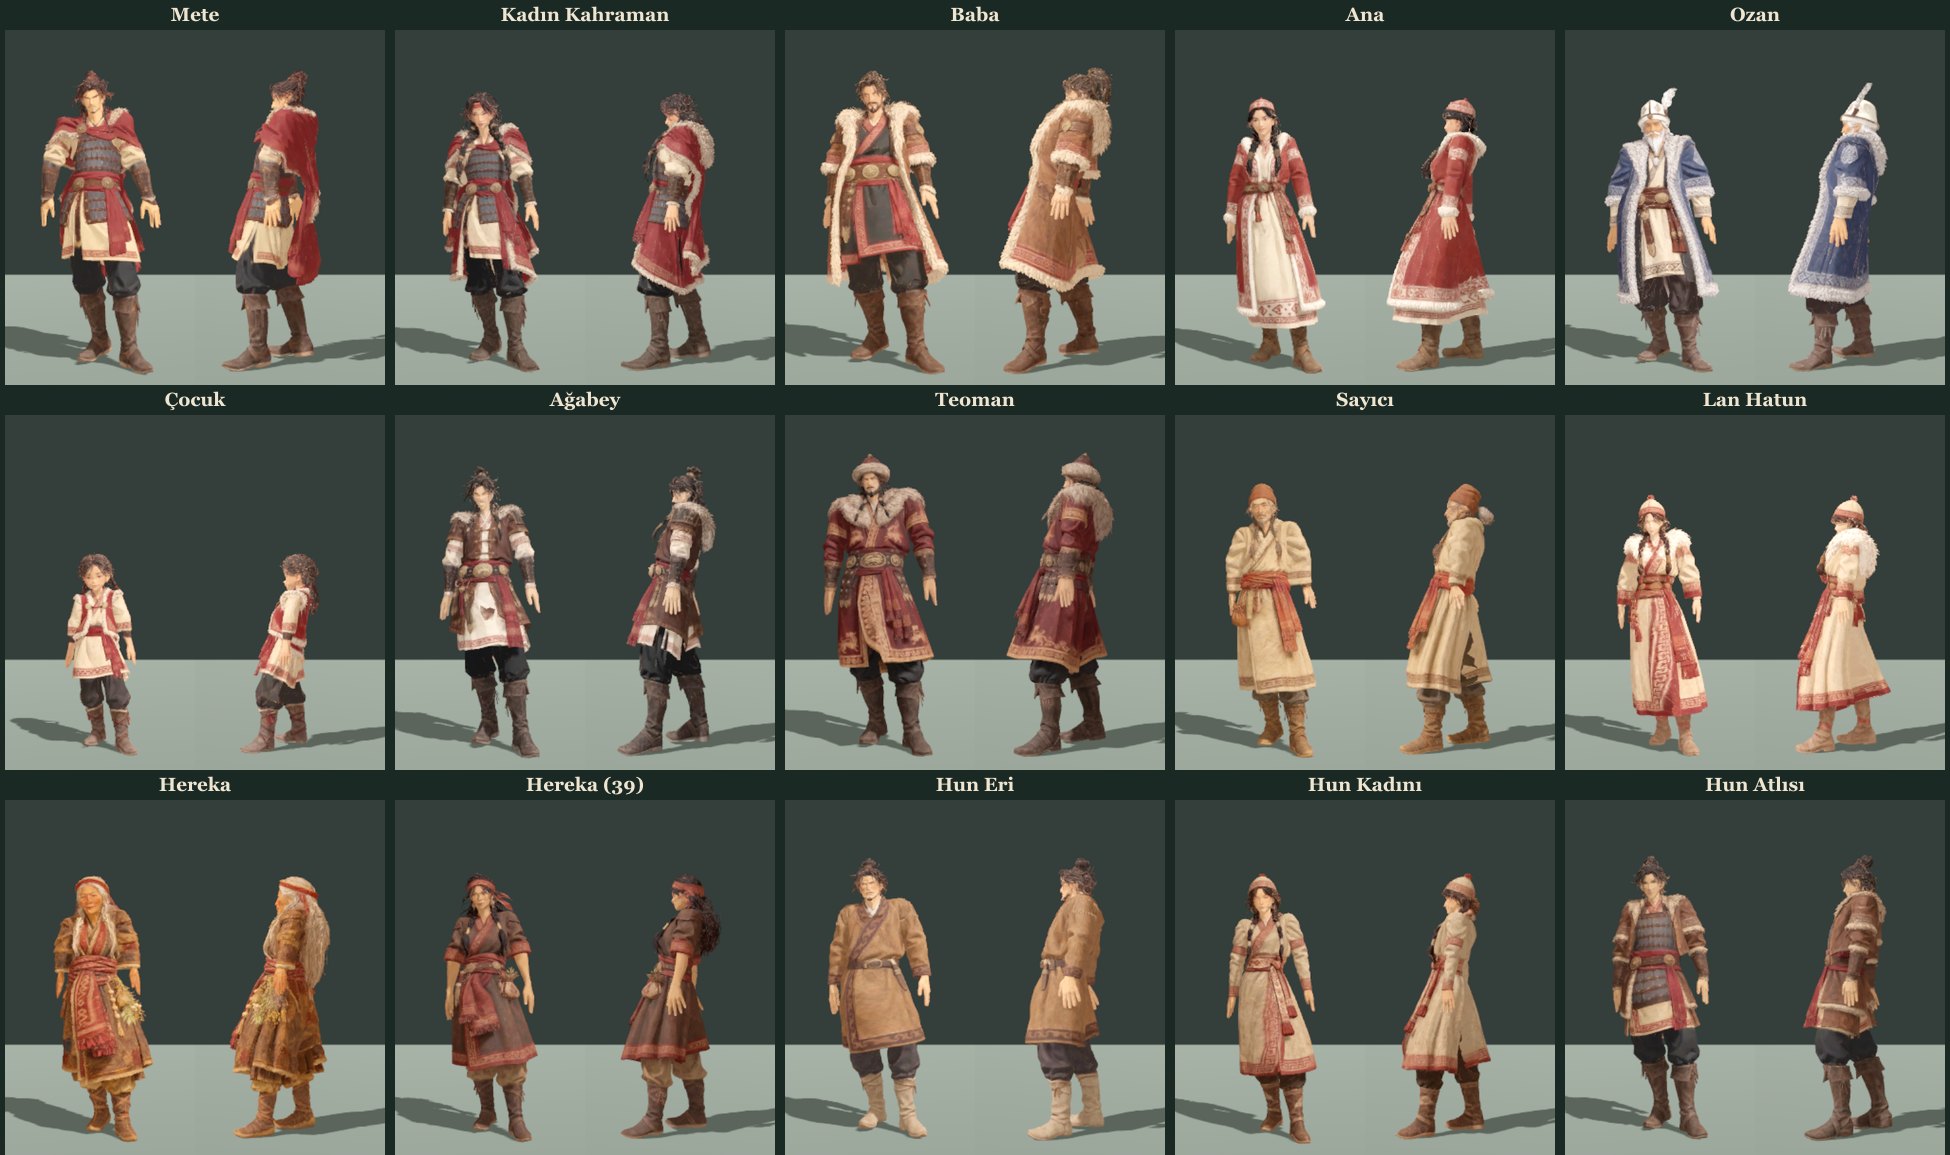 Mete
Kadın Kahraman
Baba
Ana
Ozan
Çocuk
Ağabey
Teoman
Sayıcı
Lan Hatun
Hereka
Hereka (39)
Hun Eri
Hun Kadını
Hun Atlısı